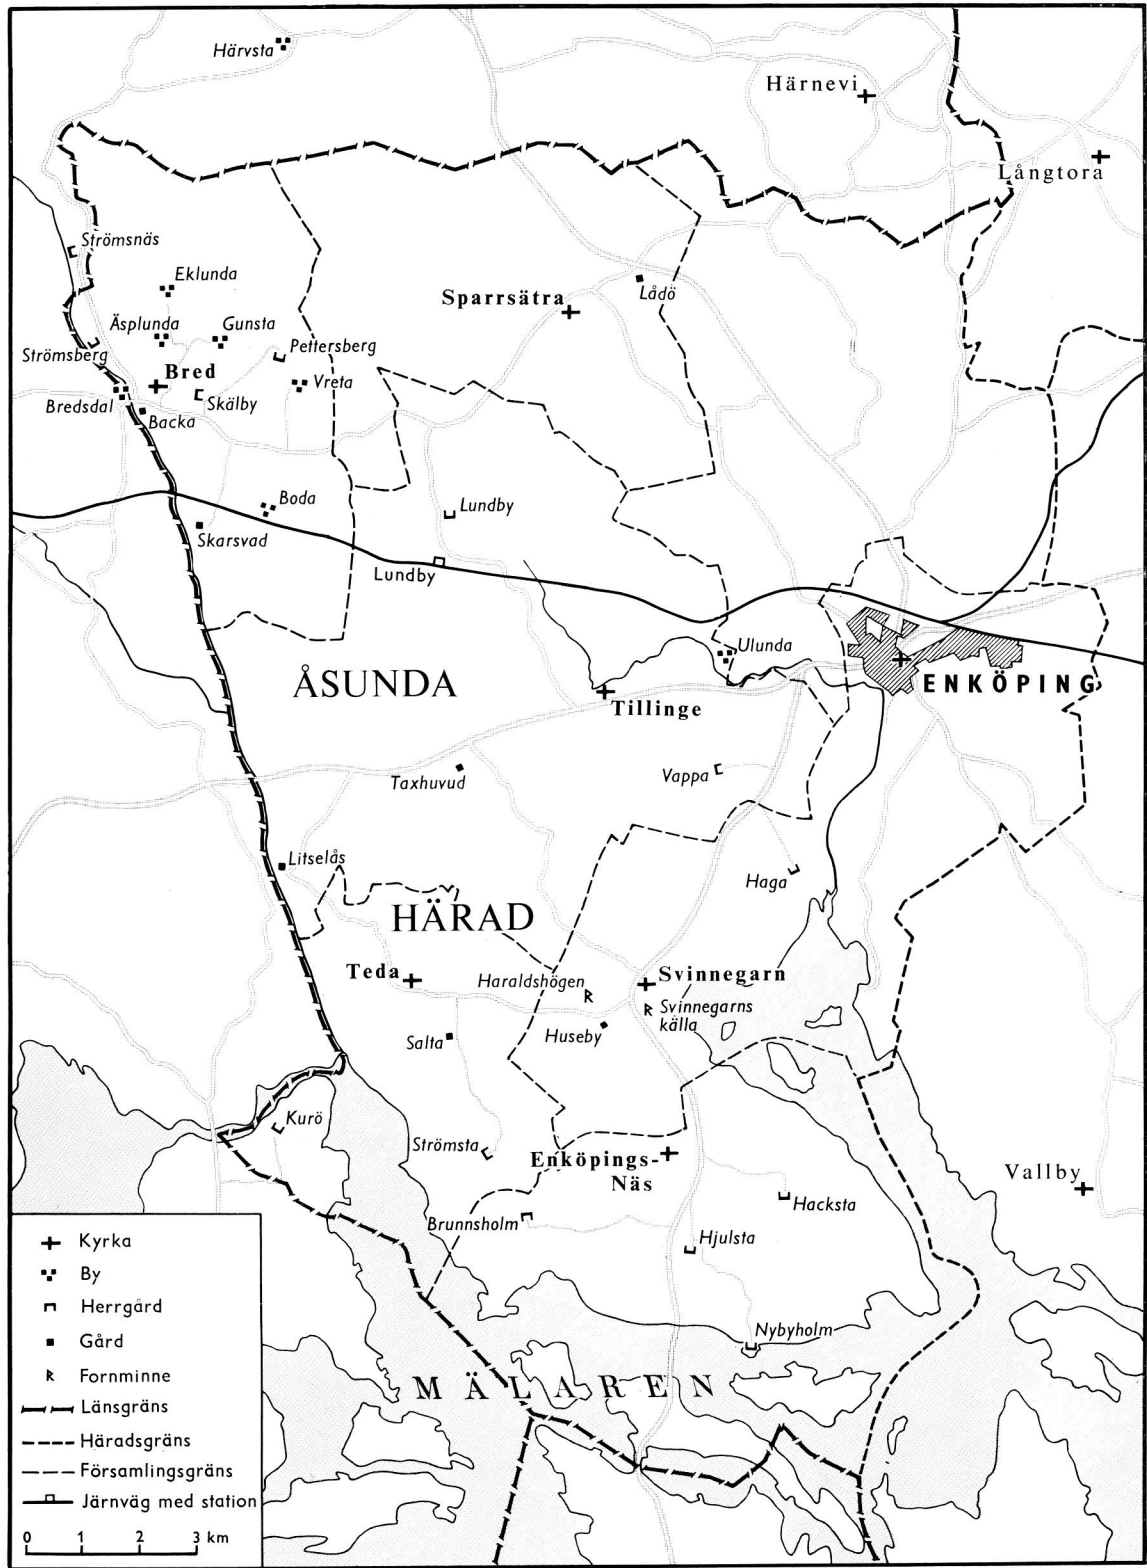 Härvsta
Härnevi
Långtora
Strömsnäs
Eklunda
Sparrsätra
Lådö
Äsplunda
Gunsta
Strömsberg
Pettersberg
Bred
Vreta
Bredsdal
Skälby
Backa
Boda
Lundby
Skarsvad
Lundby
Ulunda
ÅSUNDA
ENKÖPING
Tillinge
Vappa
Taxhuvud
Litselås
Haga
HÄRAD
Teda
Haraldshögen
Svinnegarn
Svinnegarns
källa
Salta
Huseby
Kurö
Strömsta
Enköpings-
Näs
Vallby
Hacksta
Brunnsholm
Hjulsta
Nybyholm
MÄLAREN
Kyrka
By
Herrgård
Gård
Fornminne
Länsgräns
Häradsgräns
Församlingsgräns
Järnväg med station
0 1 2 3 km